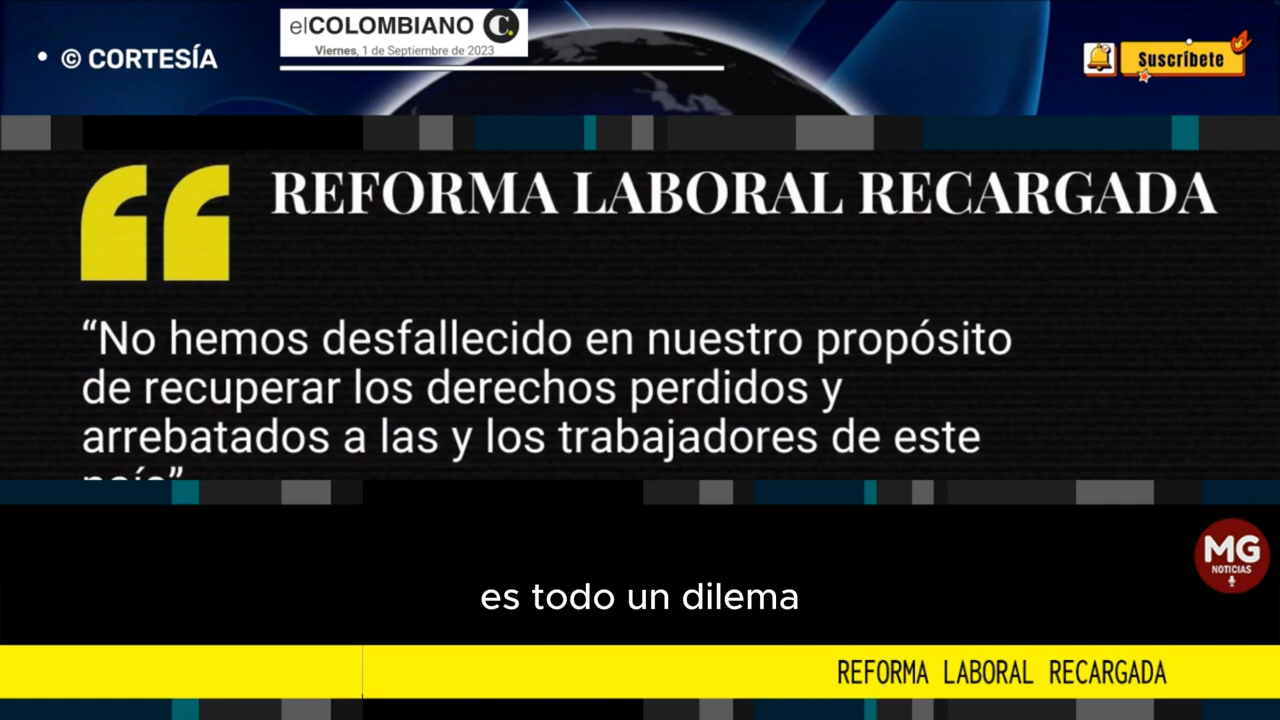 • © CORTESÍA
elCOLOMBIANO C.
Viernes, 1 de Septiembre de 2023
Suscríbete
REFORMA LABORAL RECARGADA
“No hemos desfallecido en nuestro propósito
de recuperar los derechos perdidos y
arrebatados a las y los trabajadores de este
país”
MG
NOTICIAS
es todo un dilema
REFORMA LABORAL RECARGADA